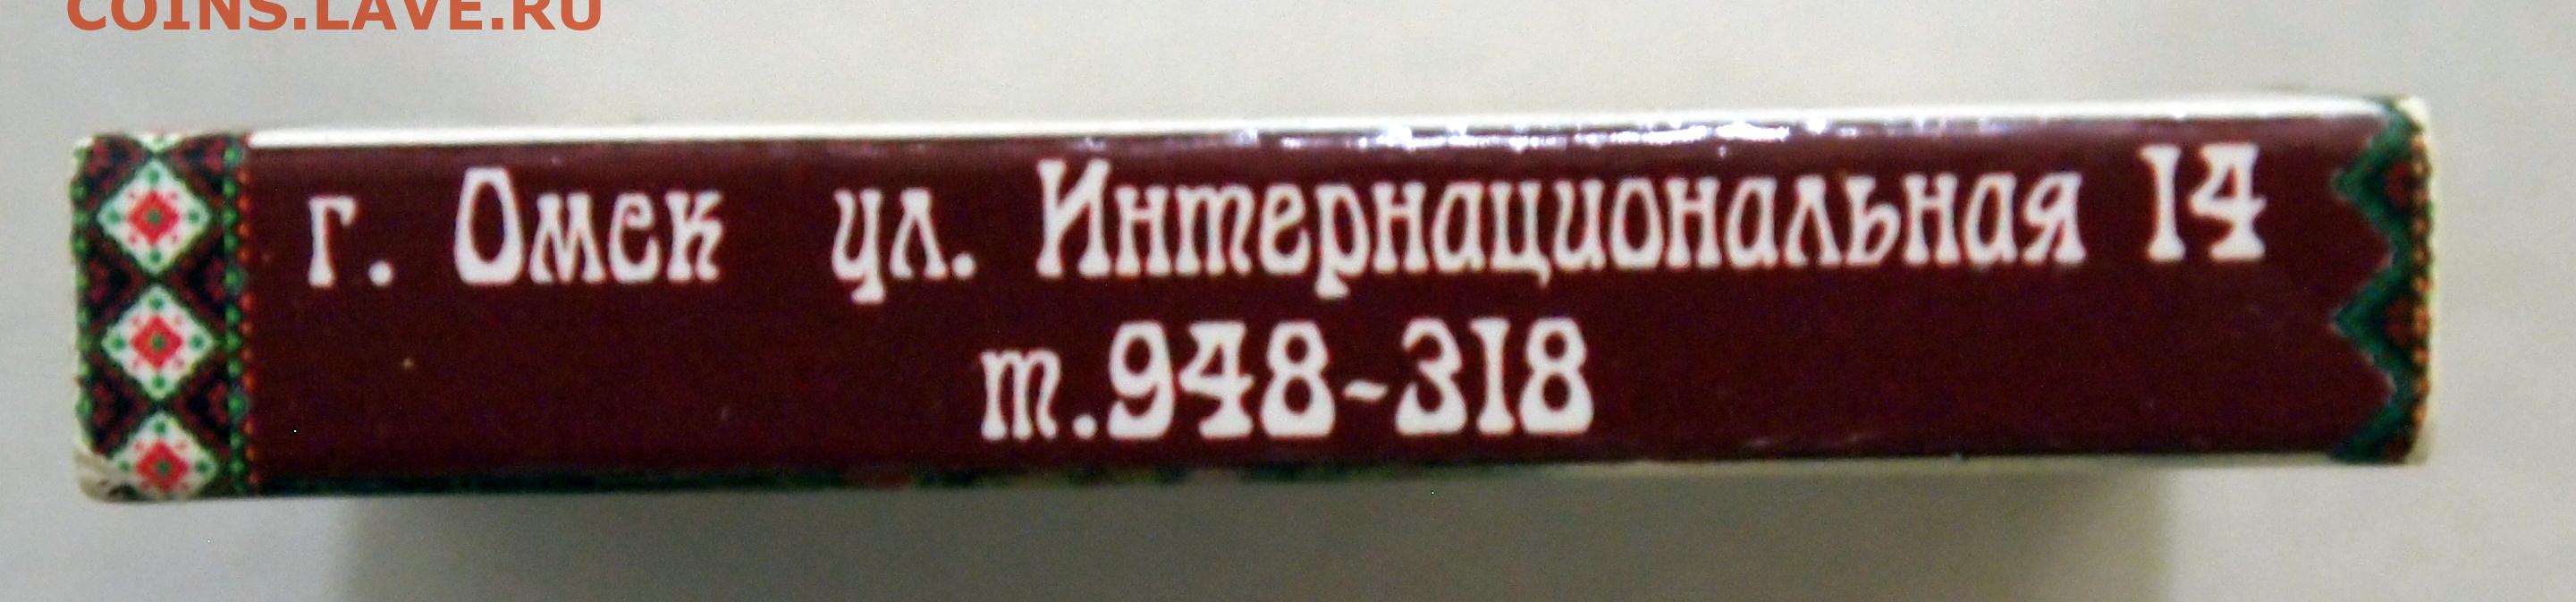 COINS.LAVE.RU
г. Омск ул. Интернациональная 14
т.948-318